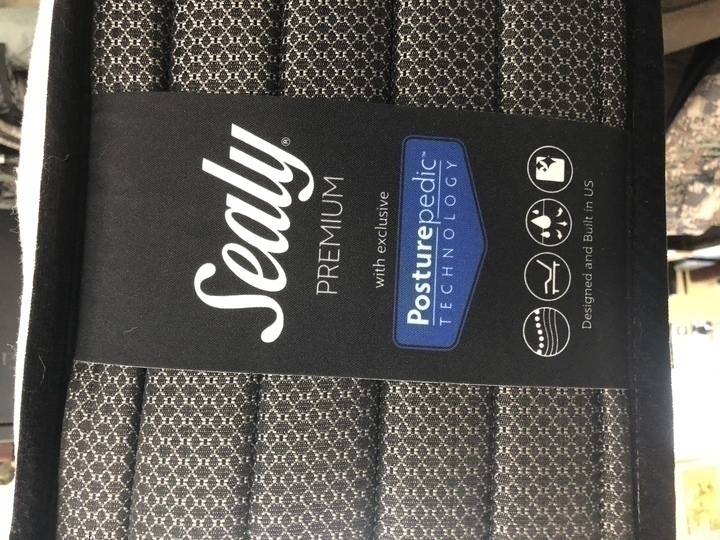 Sealy®
PREMIUM
with exclusive
Posturepedic™
TECHNOLOGY
Designed and Built in US